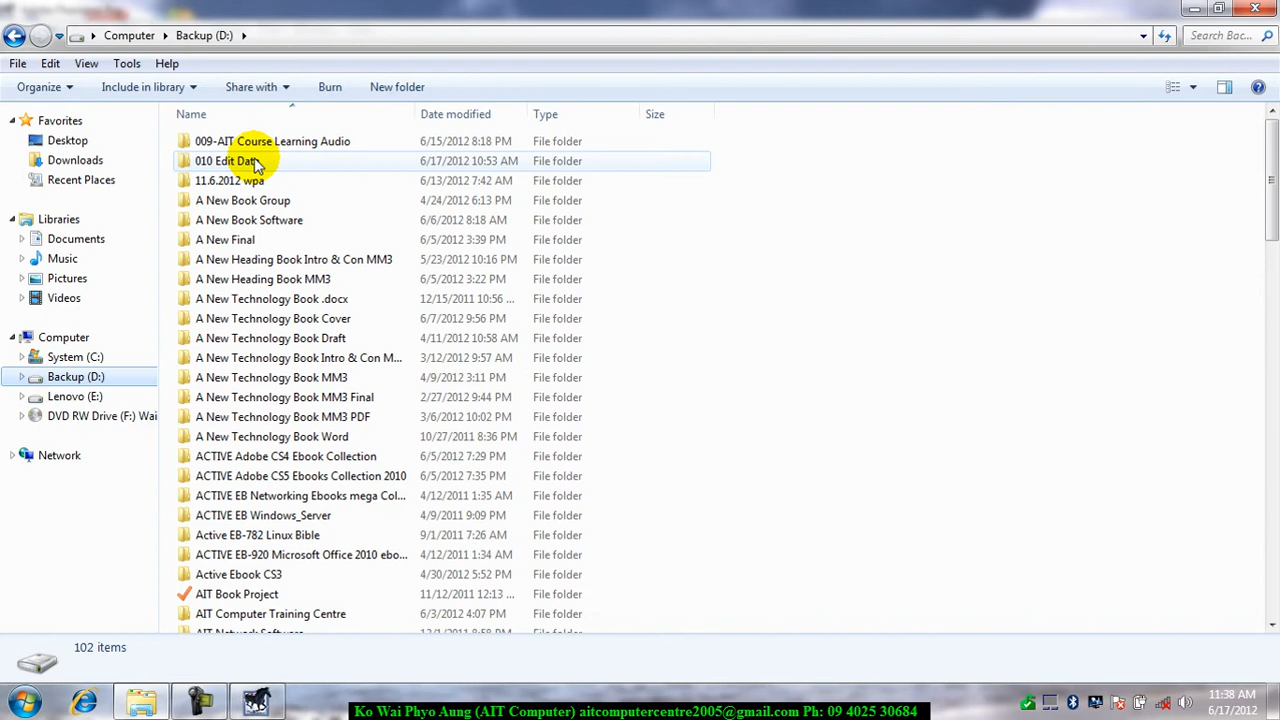 Computer Backup (D:) Search Bac...
File Edit View Tools Help
Organize Include in library Share with Burn New folder
Name Date modified Type Size
Favorites
Desktop
Downloads
Recent Places
Libraries
Documents
Music
Pictures
Videos
Computer
System (C:)
Backup (D:)
Lenovo (E:)
DVD RW Drive (F:) Wai
Network
009-AIT Course Learning Audio 6/15/2012 8:18 PM File folder
010 Edit Data 6/17/2012 10:53 AM File folder
11.6.2012 wpa 6/13/2012 7:42 AM File folder
A New Book Group 4/24/2012 6:13 PM File folder
A New Book Software 6/6/2012 8:18 AM File folder
A New Final 6/5/2012 3:39 PM File folder
A New Heading Book Intro & Con MM3 5/23/2012 10:16 PM File folder
A New Heading Book MM3 6/5/2012 3:22 PM File folder
A New Technology Book .docx 12/15/2011 10:56 ... File folder
A New Technology Book Cover 6/7/2012 9:56 PM File folder
A New Technology Book Draft 4/11/2012 10:58 AM File folder
A New Technology Book Intro & Con M... 3/12/2012 9:57 AM File folder
A New Technology Book MM3 4/9/2012 3:11 PM File folder
A New Technology Book MM3 Final 2/27/2012 9:44 PM File folder
A New Technology Book MM3 PDF 3/6/2012 10:02 PM File folder
A New Technology Book Word 10/27/2011 8:36 PM File folder
ACTIVE Adobe CS4 Ebook Collection 6/5/2012 7:29 PM File folder
ACTIVE Adobe CS5 Ebooks Collection 2010 6/5/2012 7:35 PM File folder
ACTIVE EB Networking Ebooks mega Col... 4/12/2011 1:35 AM File folder
ACTIVE EB Windows_Server 4/9/2011 9:09 PM File folder
Active EB-782 Linux Bible 9/1/2011 7:26 AM File folder
ACTIVE EB-920 Microsoft Office 2010 ebo... 4/12/2011 1:34 AM File folder
Active Ebook CS3 4/30/2012 5:52 PM File folder
AIT Book Project 11/12/2011 12:13 ... File folder
AIT Computer Training Centre 6/3/2012 4:07 PM File folder
AIT Network Software 12/1/2011 8:58 PM File folder
102 items
11:38 AM
6/17/2012
Ko Wai Phyo Aung (AIT Computer) aitcomputercentre2005@gmail.com Ph: 09 4025 30684